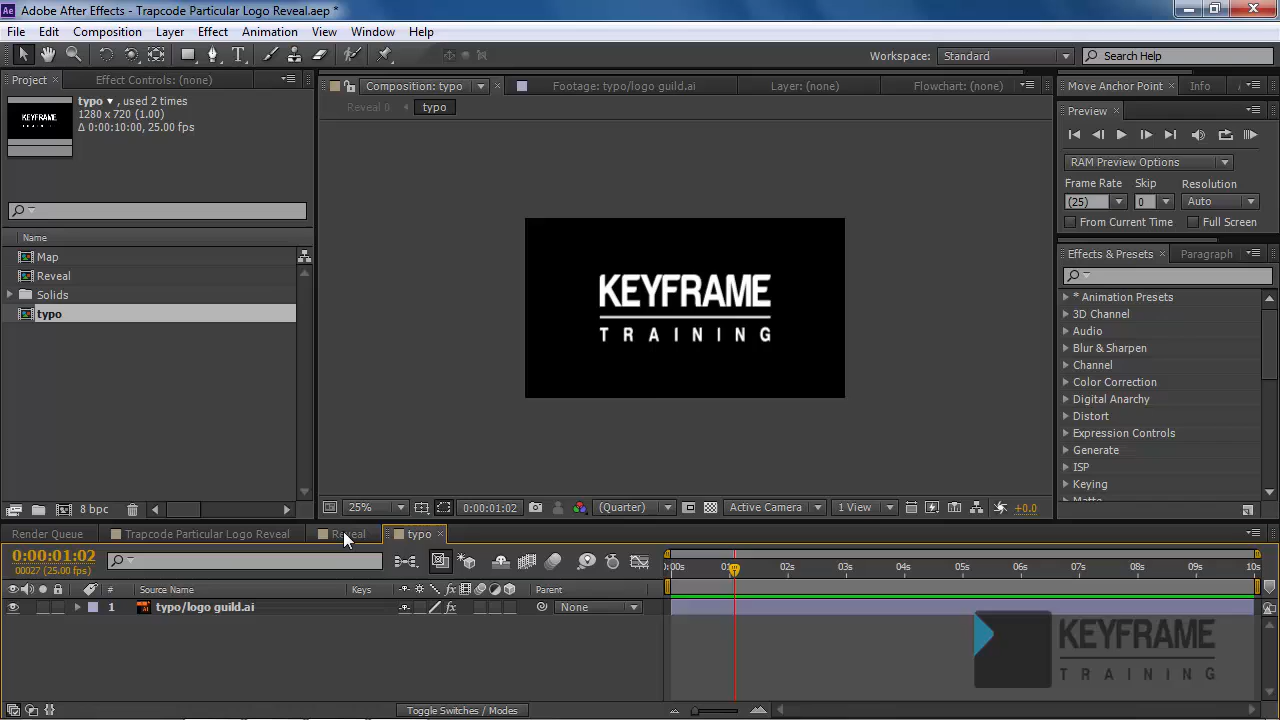 Adobe After Effects - Trapcode Particular Logo Reveal.aep *
File Edit Composition Layer Effect Animation View Window Help
Workspace: Standard Search Help
Project × Effect Controls: (none)
typo ▾ , used 2 times
1280 x 720 (1.00)
Δ 0:00:10:00, 25.00 fps
Name
Map
Reveal
Solids
typo
8 bpc
Composition: typo × Footage: typo/logo guild.ai Layer: (none) Flowchart: (none)
Reveal 0 typo
KEYFRAME
TRAINING
25% 0:00:01:02 (Quarter) Active Camera 1 View +0.0
Move Anchor Point × Info
Preview ×
RAM Preview Options
Frame Rate Skip Resolution
(25) 0 Auto
From Current Time Full Screen
Effects & Presets × Paragraph
* Animation Presets
3D Channel
Audio
Blur & Sharpen
Channel
Color Correction
Digital Anarchy
Distort
Expression Controls
Generate
ISP
Keying
Matte
Render Queue Trapcode Particular Logo Reveal Reveal typo ×
0:00:01:02
00027 (25.00 fps)
# Source Name Keys Parent
1 typo/logo guild.ai None
:00s 01s 02s 03s 04s 05s 06s 07s 08s 09s 10s
KEYFRAME
TRAINING
Toggle Switches / Modes